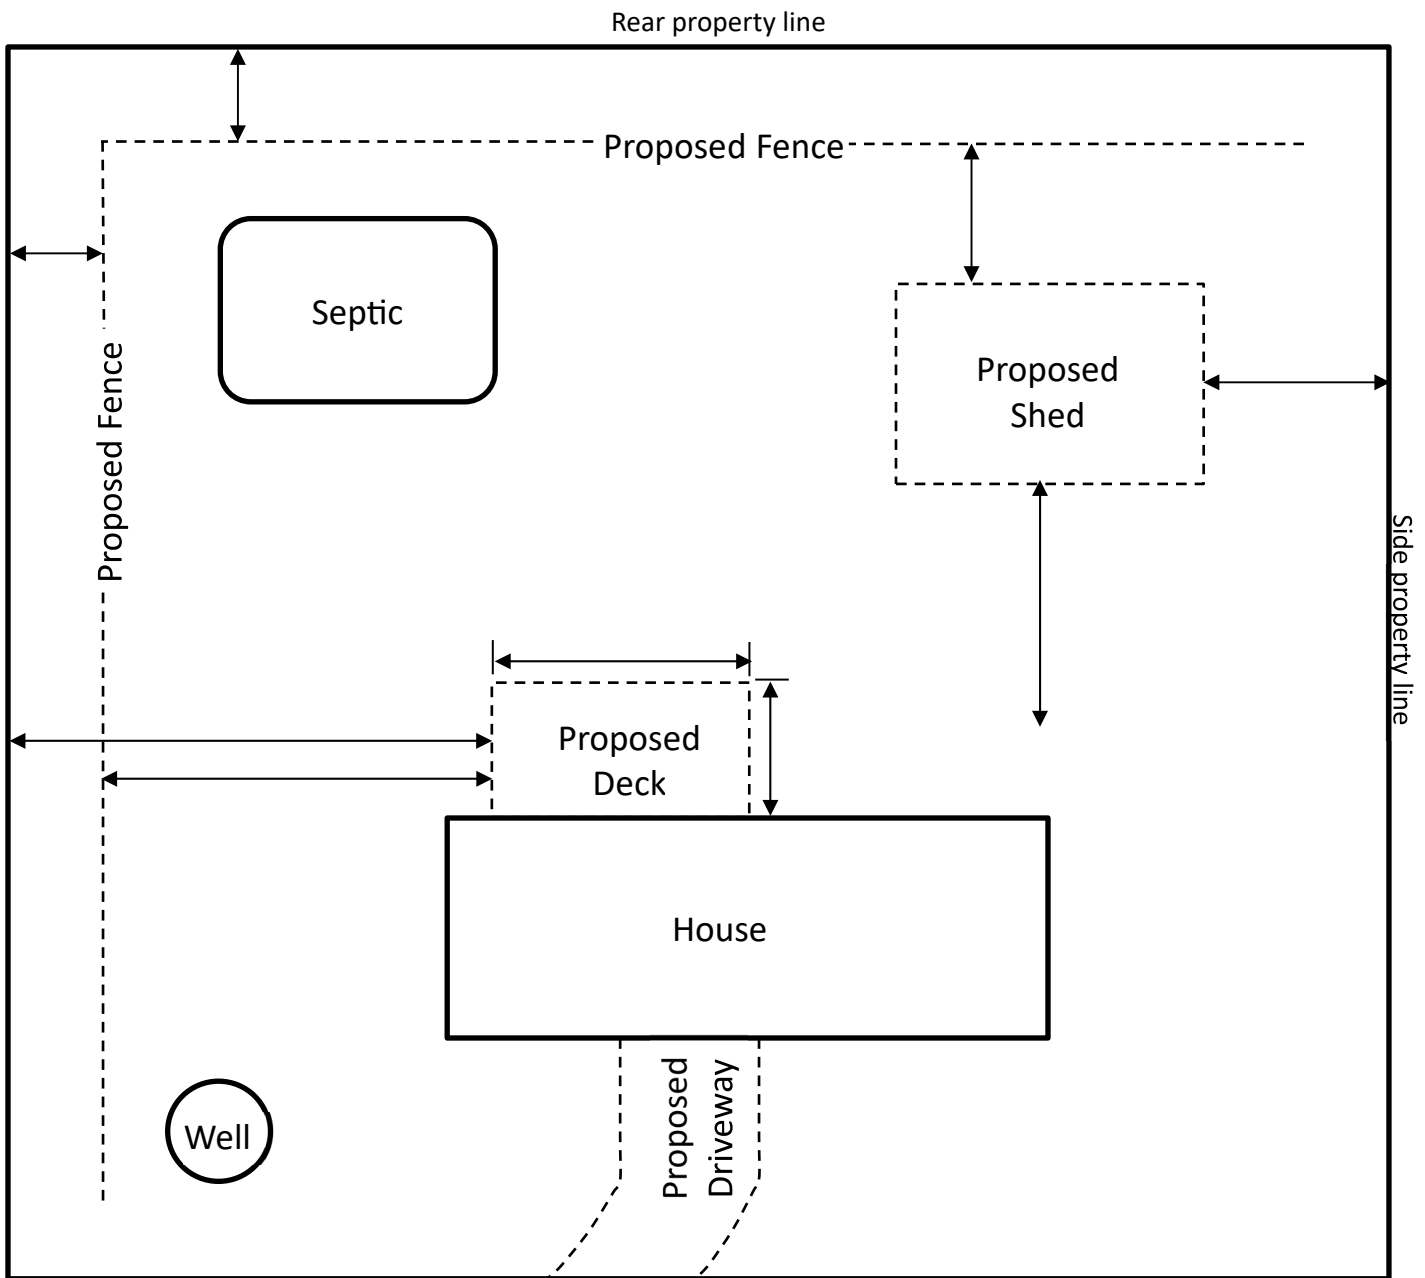 Rear property line
Proposed Fence
Septic
Proposed
Shed
Proposed Fence
Side property line
Proposed
Deck
House
Proposed
Driveway
Well